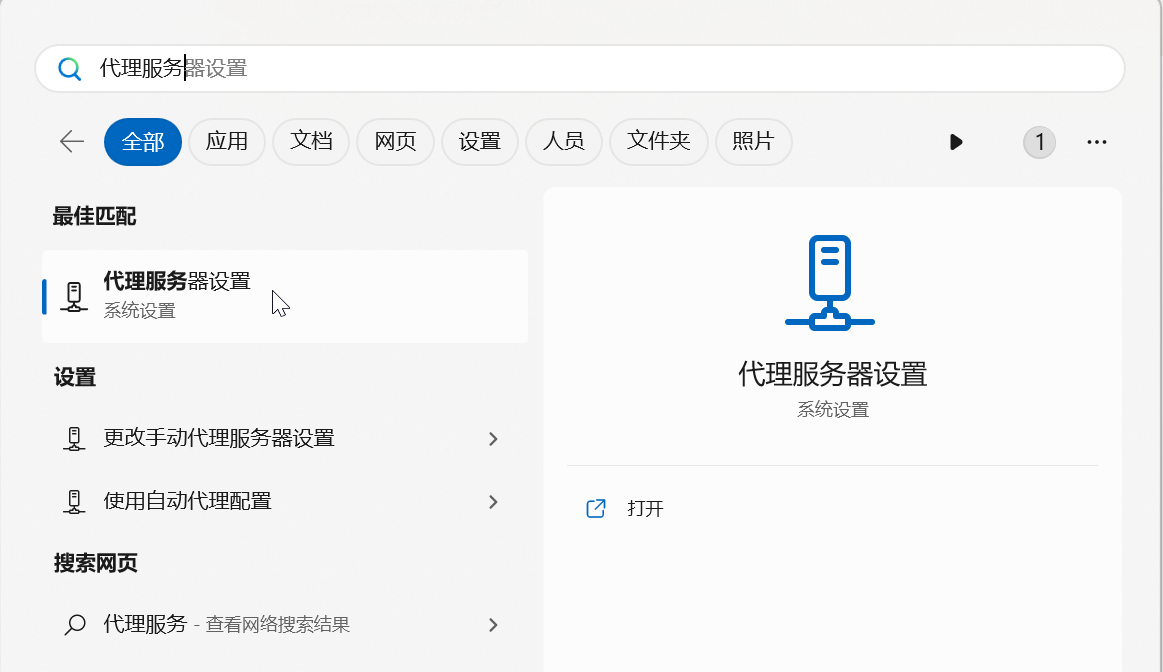 代理服务器设置
全部 应用 文档 网页 设置 人员 文件夹 照片 1
最佳匹配
代理服务器设置
系统设置
设置
更改手动代理服务器设置
使用自动代理配置
搜索网页
代理服务 - 查看网络搜索结果
代理服务器设置
系统设置
打开